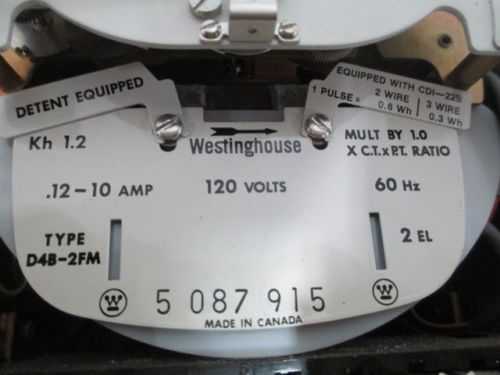 DETENT EQUIPPED
EQUIPPED WITH CDI-22S
1 PULSE = 2 WIRE 3 WIRE
0.6 Wh 0.3 Wh
Kh 1.2
Westinghouse
MULT BY 1.0
X C.T.xP.T. RATIO
.12-10 AMP
120 VOLTS
60 Hz
TYPE
D4B-2FM
2 EL
W
5 087 915
W
MADE IN CANADA